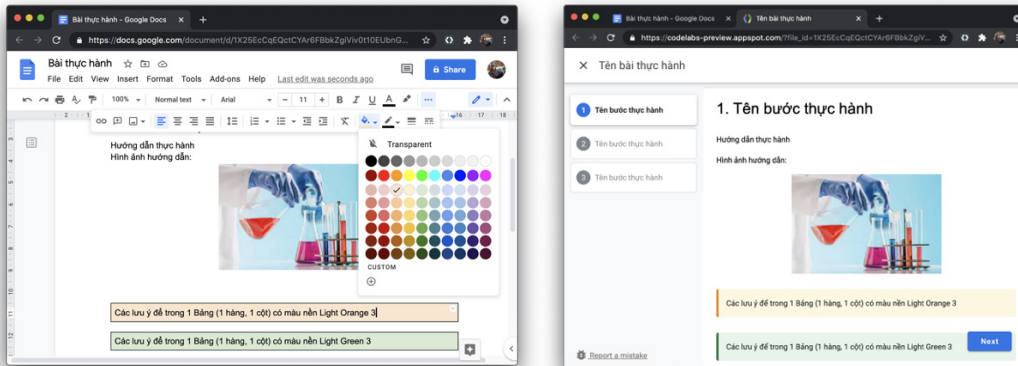 Bài thực hành - Google Docs
https://docs.google.com/document/d/1X25EcCqEQctCYAr6FBbkZgiViv0t10EUbnG...
Bài thực hành
File Edit View Insert Format Tools Add-ons Help Last edit was seconds ago
Share
100% Normal text Arial 11 B I U A
2 1 16 17 18
Transparent
CUSTOM
Hướng dẫn thực hành
Hình ảnh hướng dẫn:
Các lưu ý để trong 1 Bảng (1 hàng, 1 cột) có màu nền Light Orange 3
Các lưu ý để trong 1 Bảng (1 hàng, 1 cột) có màu nền Light Green 3
Bài thực hành - Google Docs Tên bài thực hành
https://codelabs-preview.appspot.com/?file_id=1X25EcCqEQctCYAr6FBbkZgiV...
Tên bài thực hành
1 Tên bước thực hành
2 Tên bước thực hành
3 Tên bước thực hành
Report a mistake
1. Tên bước thực hành
Hướng dẫn thực hành
Hình ảnh hướng dẫn:
Các lưu ý để trong 1 Bảng (1 hàng, 1 cột) có màu nền Light Orange 3
Các lưu ý để trong 1 Bảng (1 hàng, 1 cột) có màu nền Light Green 3
Next